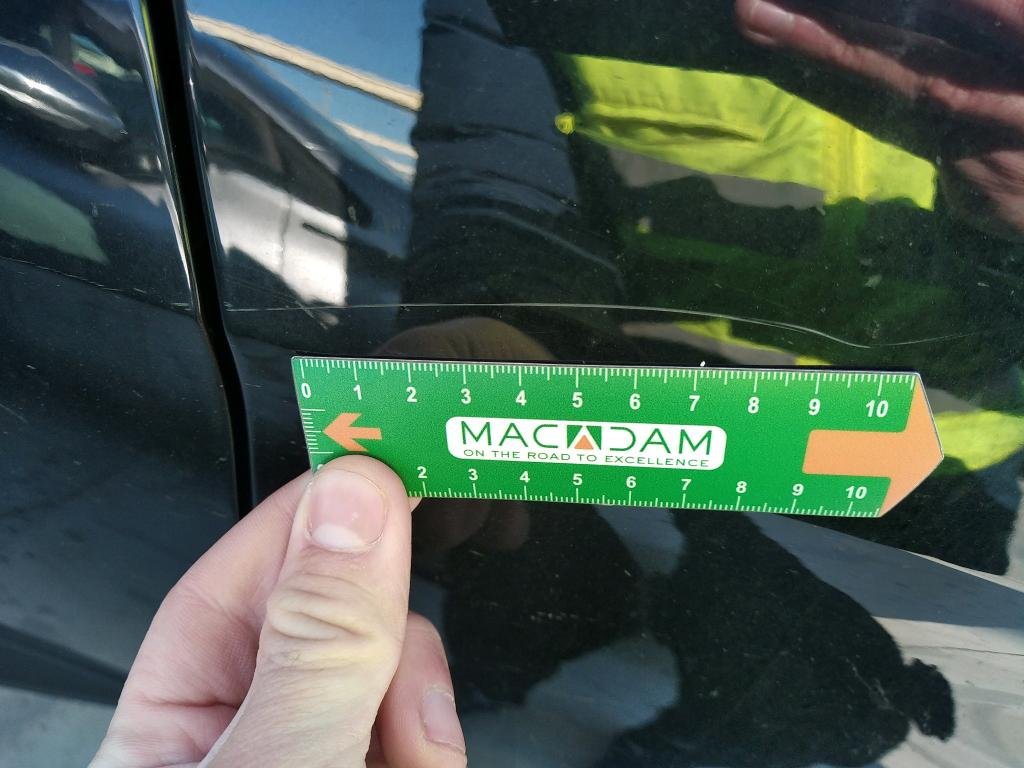 0 1 2 3 4 5 6 7 8 9 10
MACADAM
ON THE ROAD TO EXCELLENCE
2 3 4 5 6 7 8 9 10